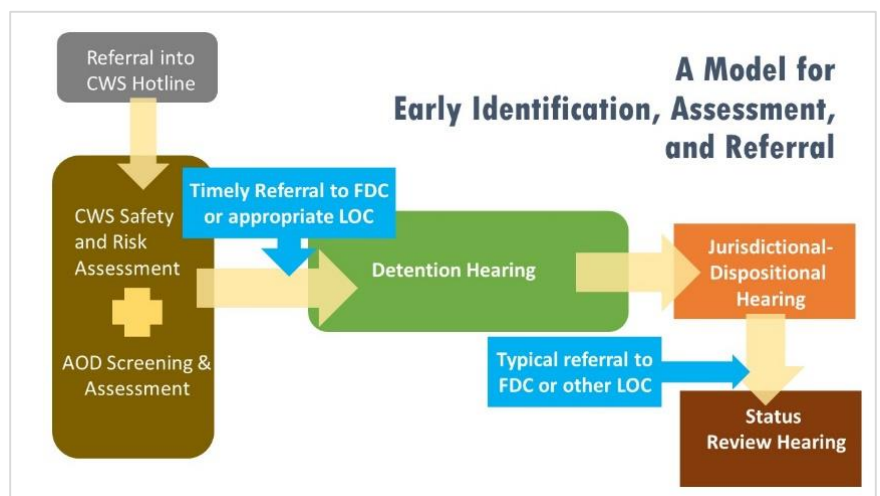 Referral into
CWS Hotline
A Model for
Early Identification, Assessment,
and Referral
Timely Referral to FDC
or appropriate LOC
CWS Safety
and Risk
Assessment
AOD Screening &
Assessment
Detention Hearing
Jurisdictional-
Dispositional
Hearing
Typical referral to
FDC or other LOC
Status
Review Hearing